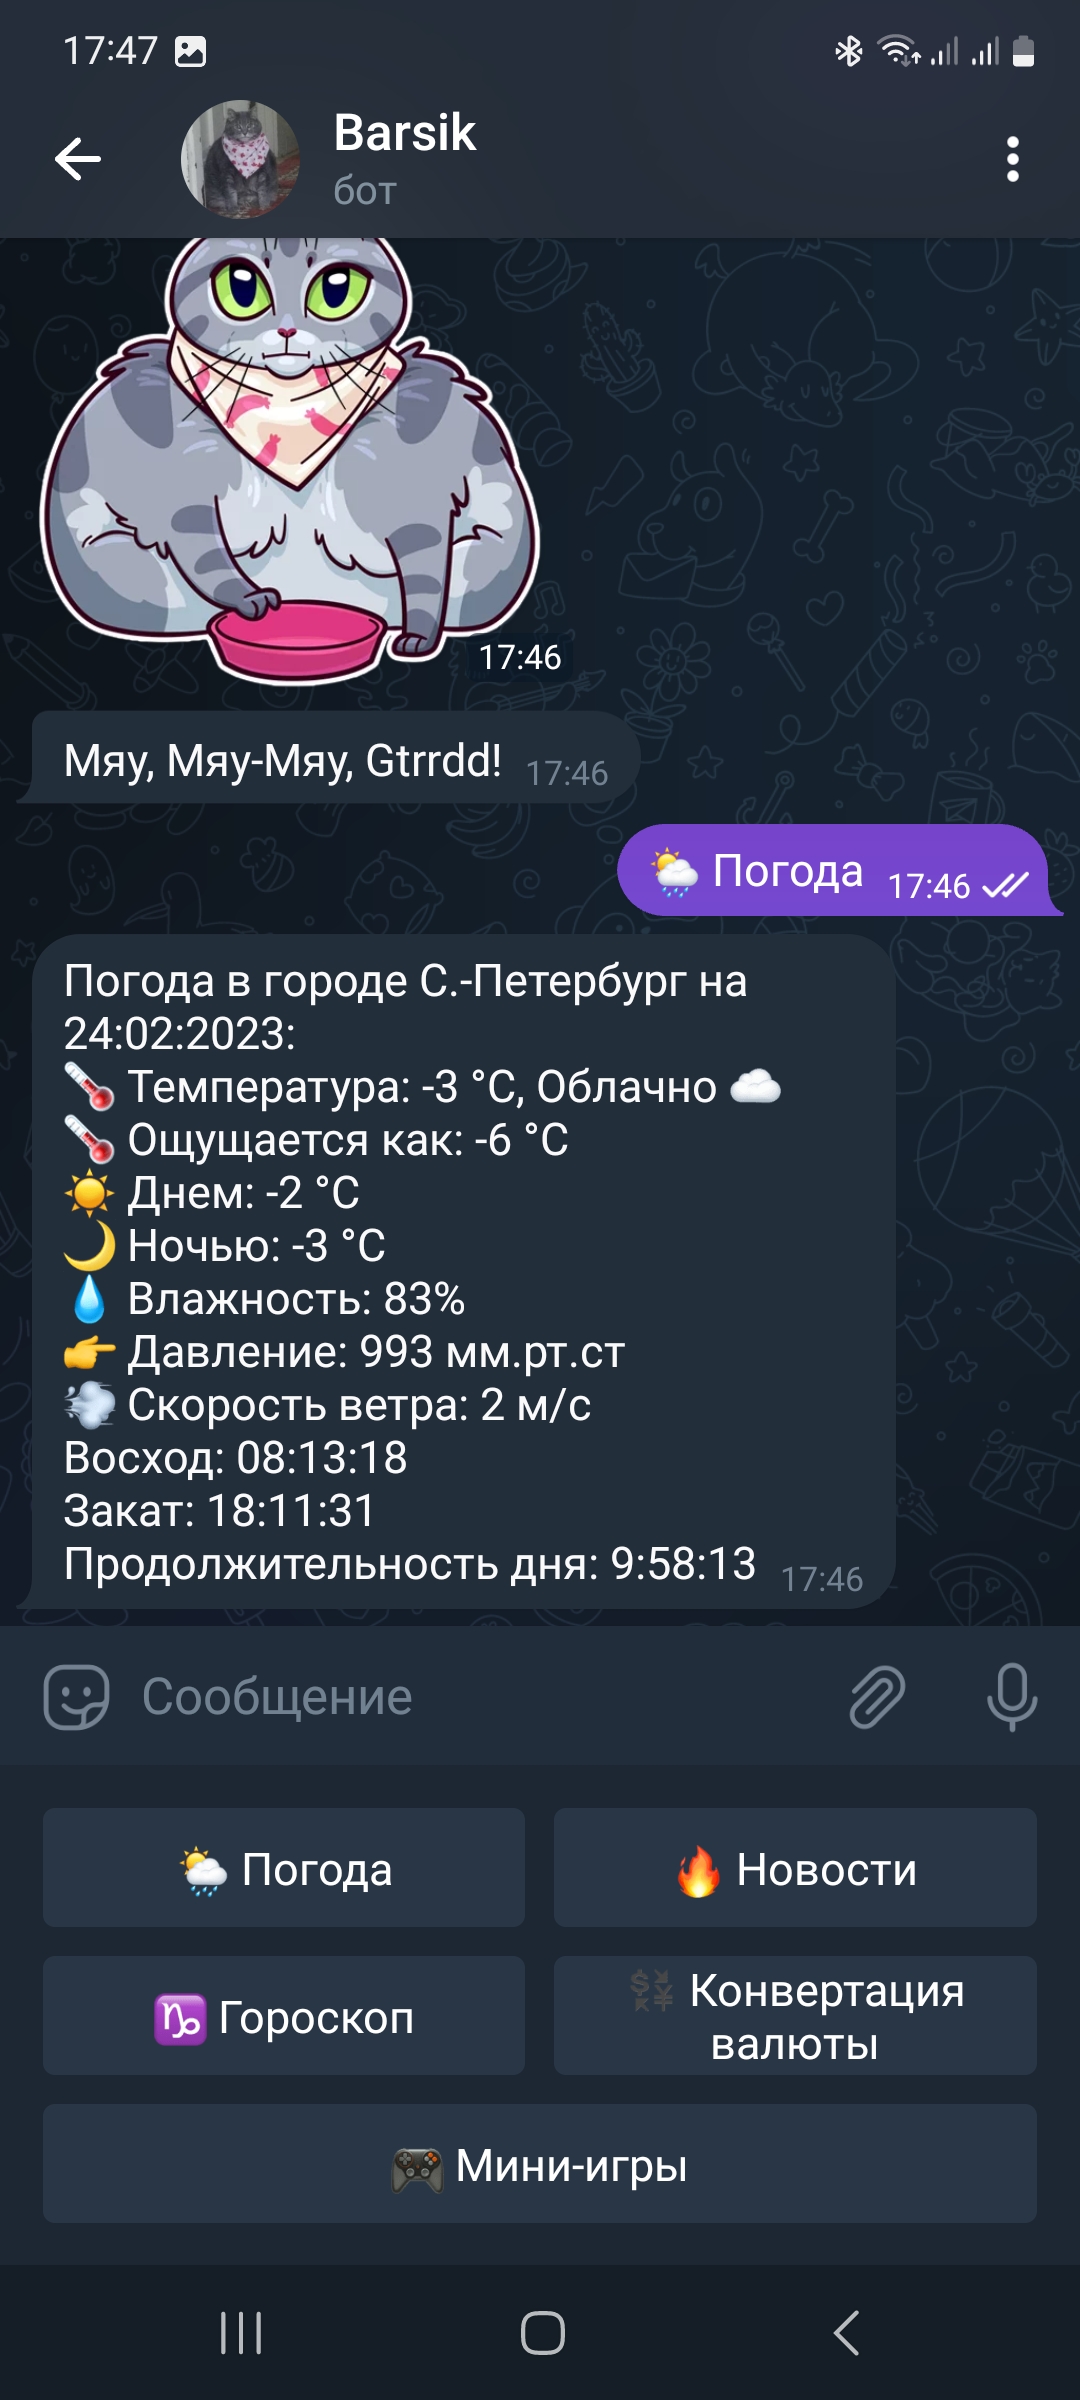 17:47
Barsik
бот
17:46
Мяу, Мяу-Мяу, Gtrrdd! 17:46
🌦 Погода 17:46
Погода в городе С.-Петербург на
24:02:2023:
🌡 Температура: -3 °C, Облачно ☁️
🌡 Ощущается как: -6 °C
☀️ Днем: -2 °C
🌙 Ночью: -3 °C
💧 Влажность: 83%
👉 Давление: 993 мм.рт.ст
💨 Скорость ветра: 2 м/с
Восход: 08:13:18
Закат: 18:11:31
Продолжительность дня: 9:58:13 17:46
Сообщение
🌦 Погода
🔥 Новости
♑ Гороскоп
💱 Конвертация
валюты
🎮 Мини-игры